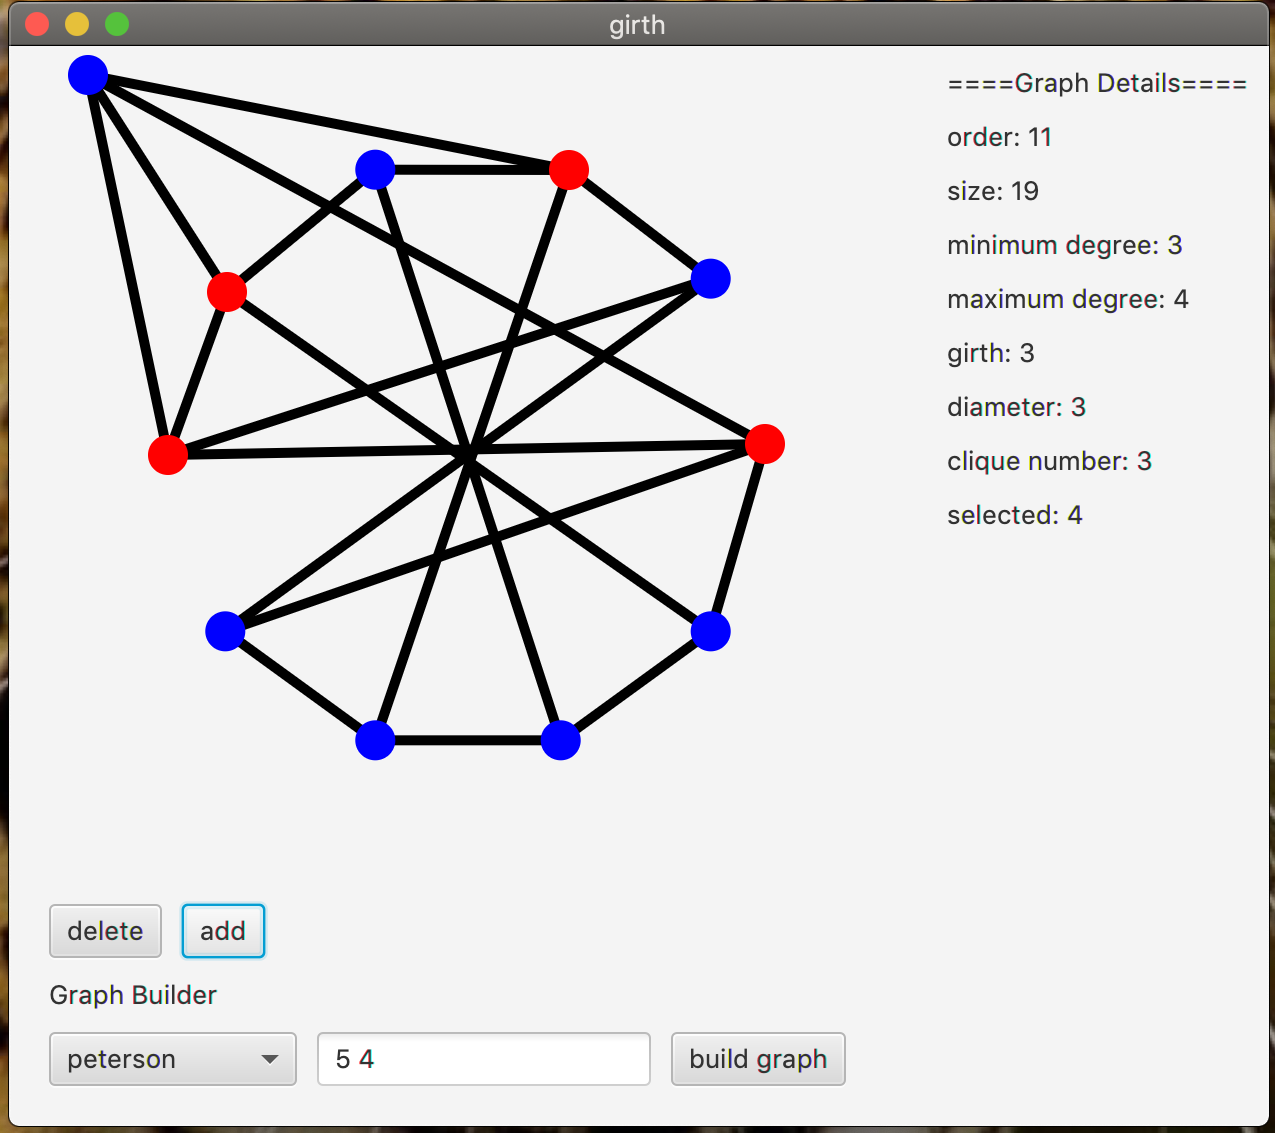 girth
====Graph Details====
order: 11
size: 19
minimum degree: 3
maximum degree: 4
girth: 3
diameter: 3
clique number: 3
selected: 4
delete
add
Graph Builder
peterson
5 4
build graph